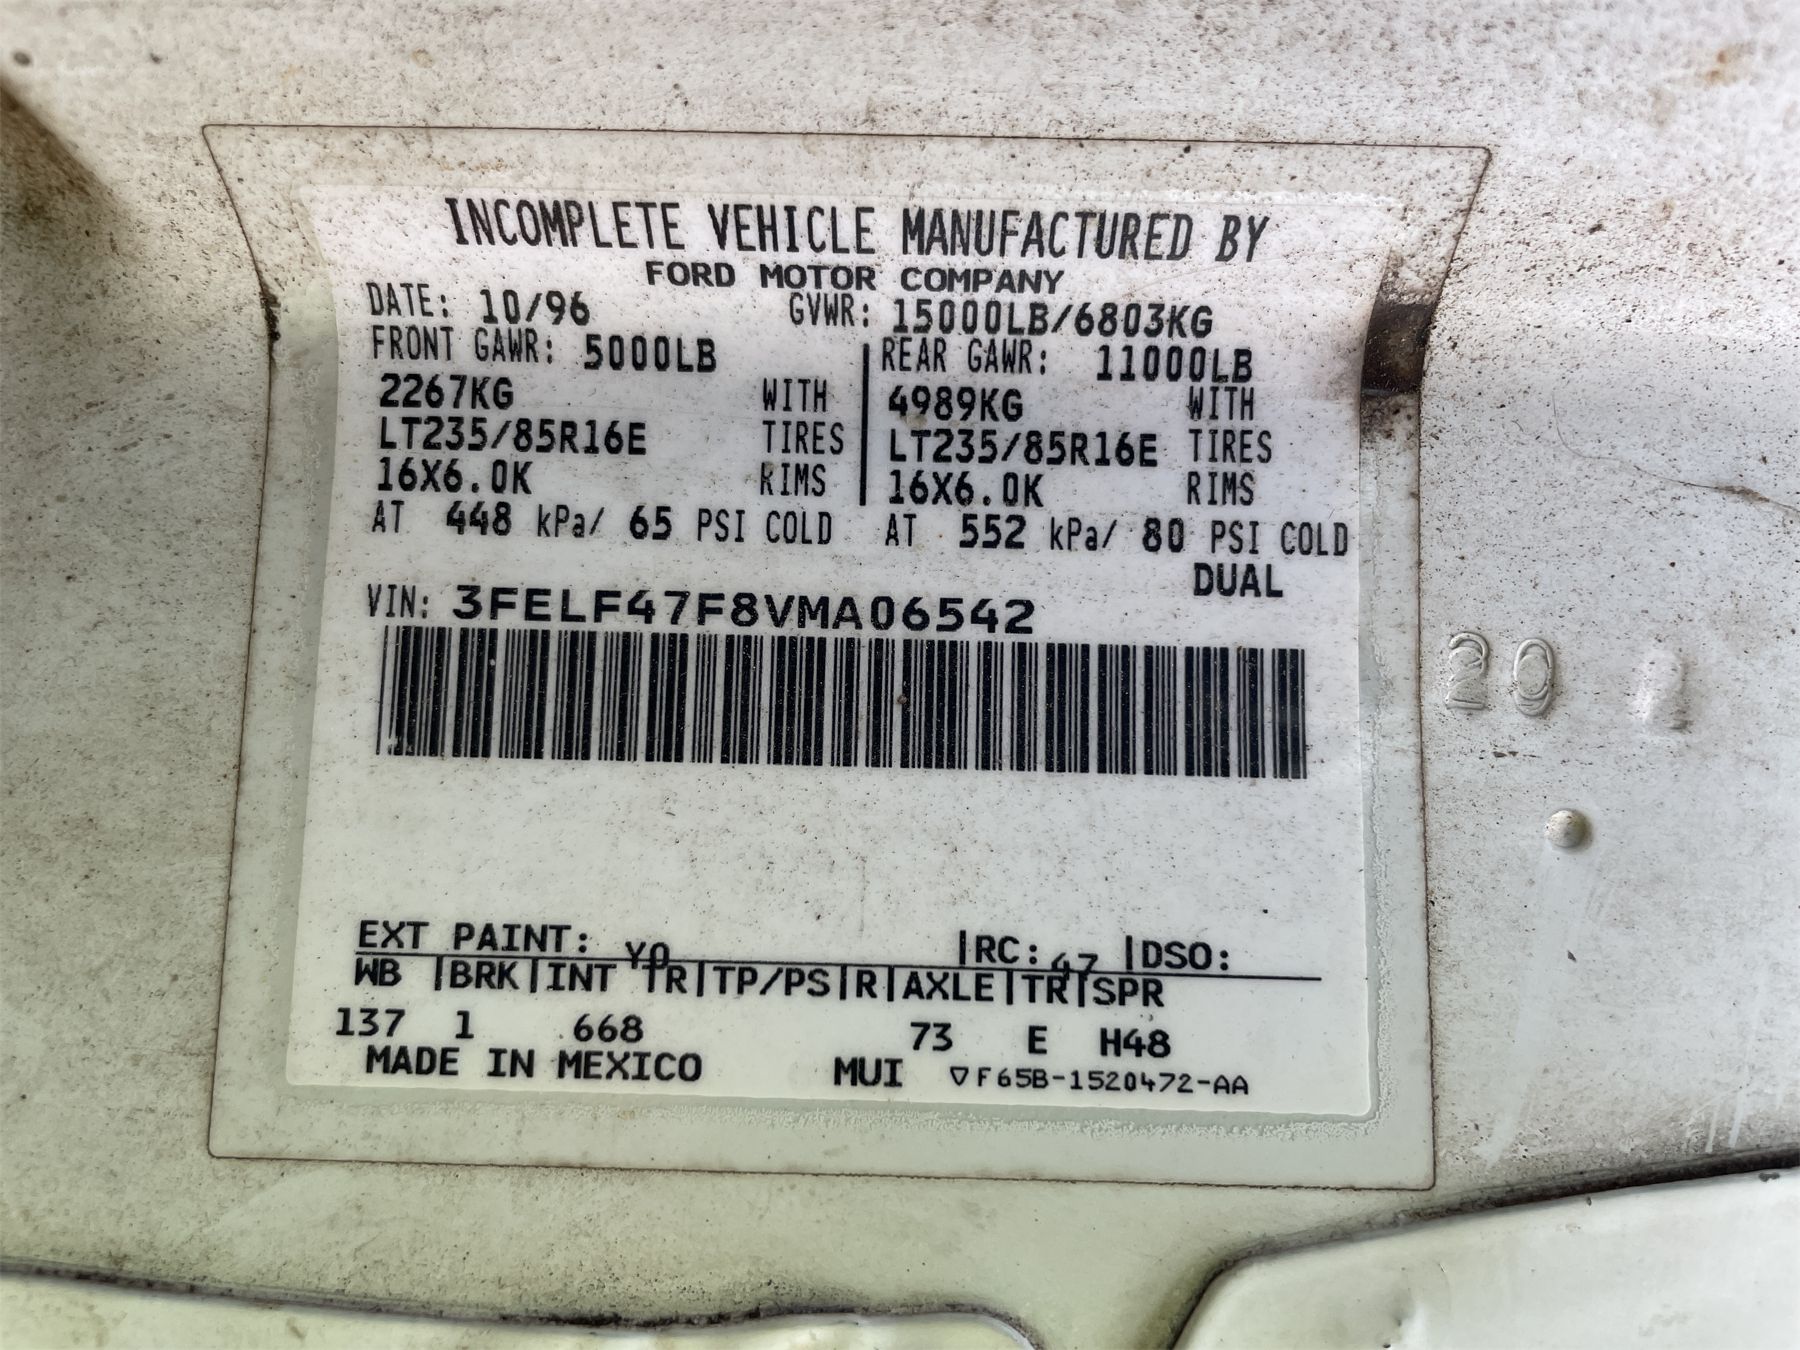 INCOMPLETE VEHICLE MANUFACTURED BY
FORD MOTOR COMPANY
DATE: 10/96 GVWR: 15000LB/6803KG
FRONT GAWR: 5000LB REAR GAWR: 11000LB
2267KG WITH 4989KG WITH
LT235/85R16E TIRES LT235/85R16E TIRES
16X6.0K RIMS 16X6.0K RIMS
AT 448 kPa/ 65 PSI COLD AT 552 kPa/ 80 PSI COLD
DUAL
VIN: 3FELF47F8VMA06542
20
EXT PAINT: YO |RC: 47 |DSO:
WB |BRK|INT TR|TP/PS|R|AXLE|TR|SPR
137 1 668 73 E H48
MADE IN MEXICO MUI ▽F65B-1520472-AA